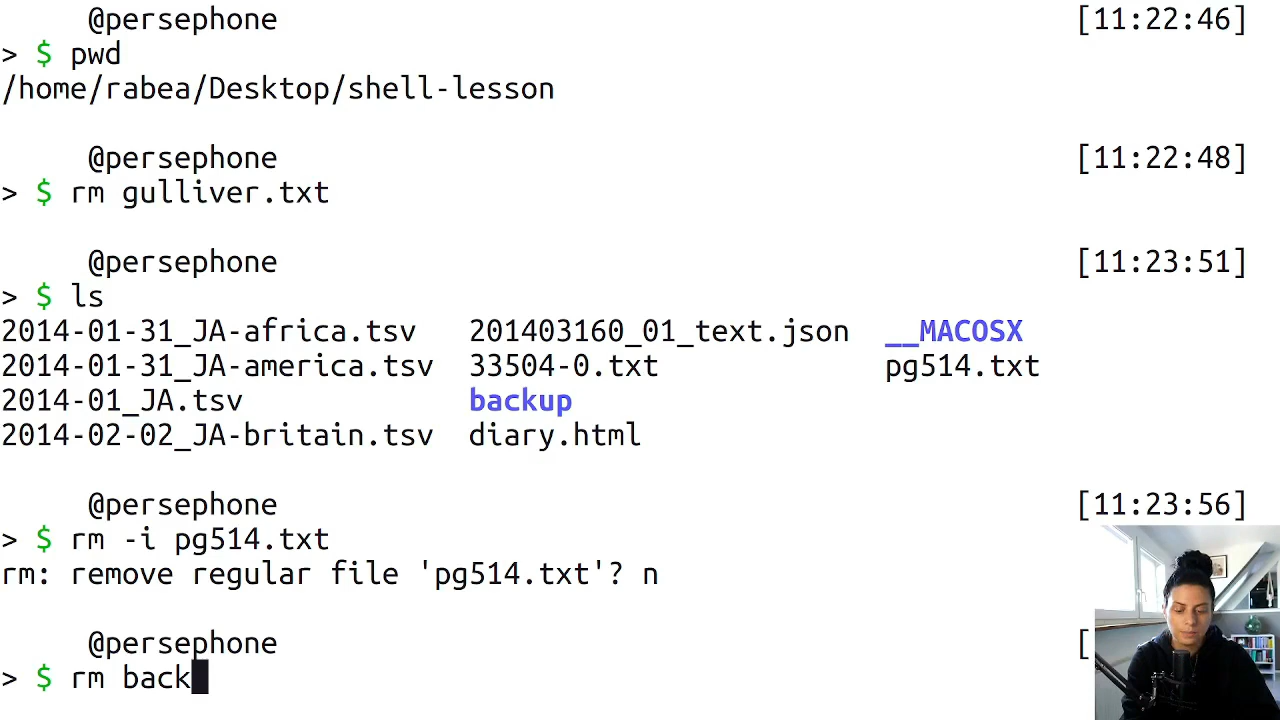 @persephone [11:22:46]
> $ pwd
/home/rabea/Desktop/shell-lesson
@persephone [11:22:48]
> $ rm gulliver.txt
@persephone [11:23:51]
> $ ls
2014-01-31_JA-africa.tsv 201403160_01_text.json __MACOSX
2014-01-31_JA-america.tsv 33504-0.txt pg514.txt
2014-01_JA.tsv backup
2014-02-02_JA-britain.tsv diary.html
@persephone [11:23:56]
> $ rm -i pg514.txt
rm: remove regular file 'pg514.txt'? n
@persephone [
> $ rm back